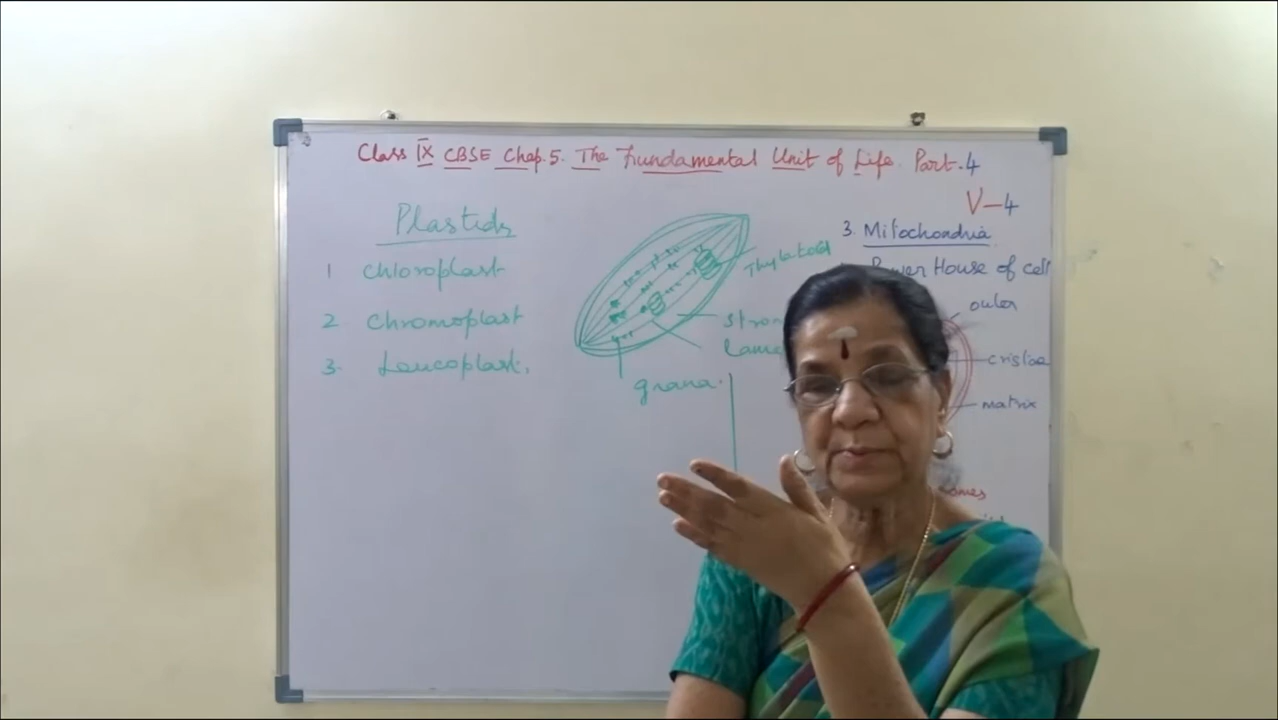 Class IX CBSE Chap. 5. The Fundamental Unit of Life. Part-4
V-4
Plastids
1 Chloroplast
2 Chromoplast
3. Leucoplast.
Thylatoid
grana.
3. Mitochondria
Power House of cell
outer
cristae
matrix